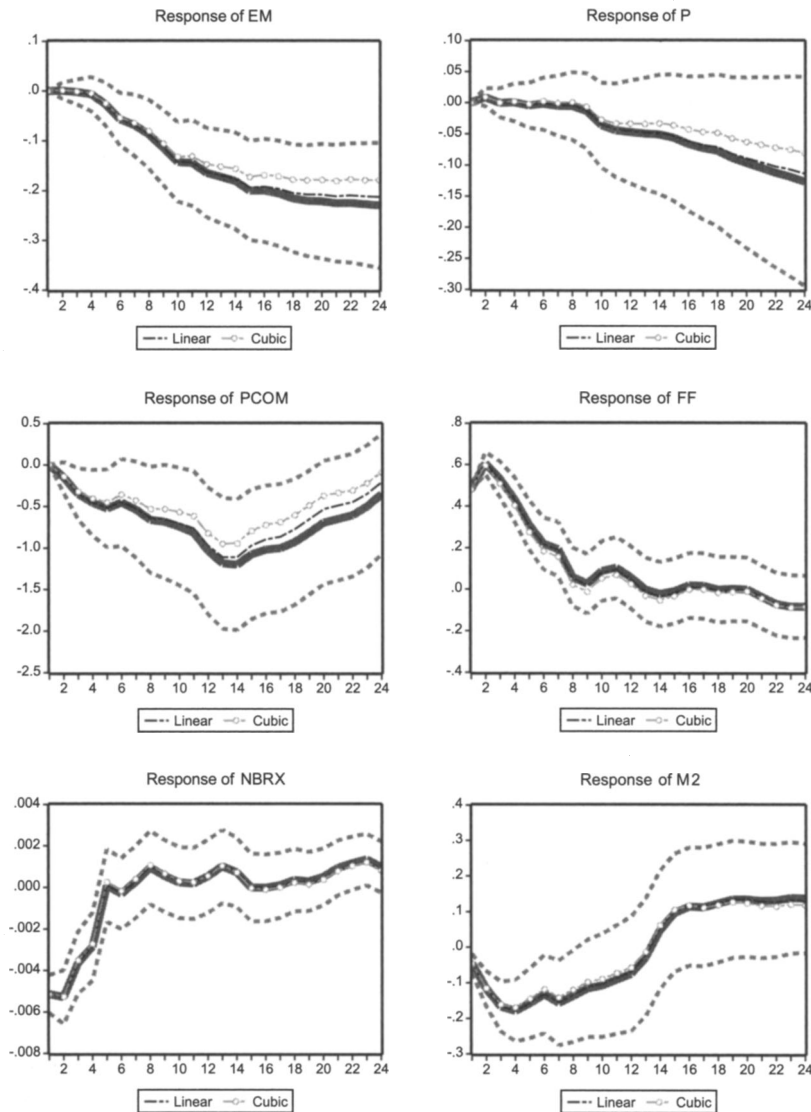 Response of EM
.1
.0
-.1
-.2
-.3
-.4
2 4 6 8 10 12 14 16 18 20 22 24
Linear Cubic
Response of P
.10
.05
.00
-.05
-.10
-.15
-.20
-.25
-.30
2 4 6 8 10 12 14 16 18 20 22 24
Linear Cubic
Response of PCOM
0.5
0.0
-0.5
-1.0
-1.5
-2.0
-2.5
2 4 6 8 10 12 14 16 18 20 22 24
Linear Cubic
Response of FF
.8
.6
.4
.2
.0
-.2
-.4
2 4 6 8 10 12 14 16 18 20 22 24
Linear Cubic
Response of NBRX
.004
.002
.000
-.002
-.004
-.006
-.008
2 4 6 8 10 12 14 16 18 20 22 24
Linear Cubic
Response of M2
.4
.3
.2
.1
.0
-.1
-.2
-.3
2 4 6 8 10 12 14 16 18 20 22 24
Linear Cubic